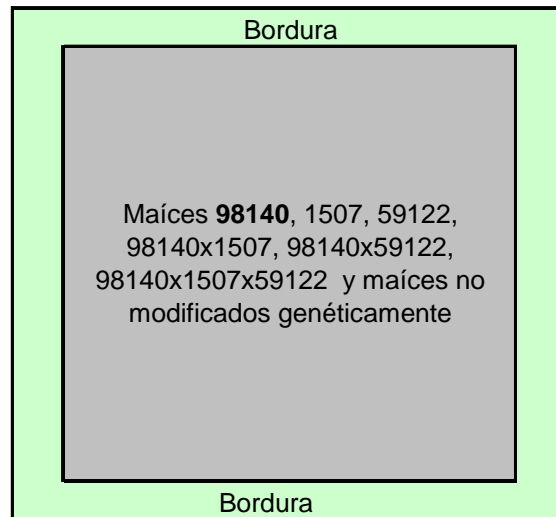 Bordura
Maíces 98140, 1507, 59122,
98140x1507, 98140x59122,
98140x1507x59122 y maíces no
modificados genéticamente
Bordura